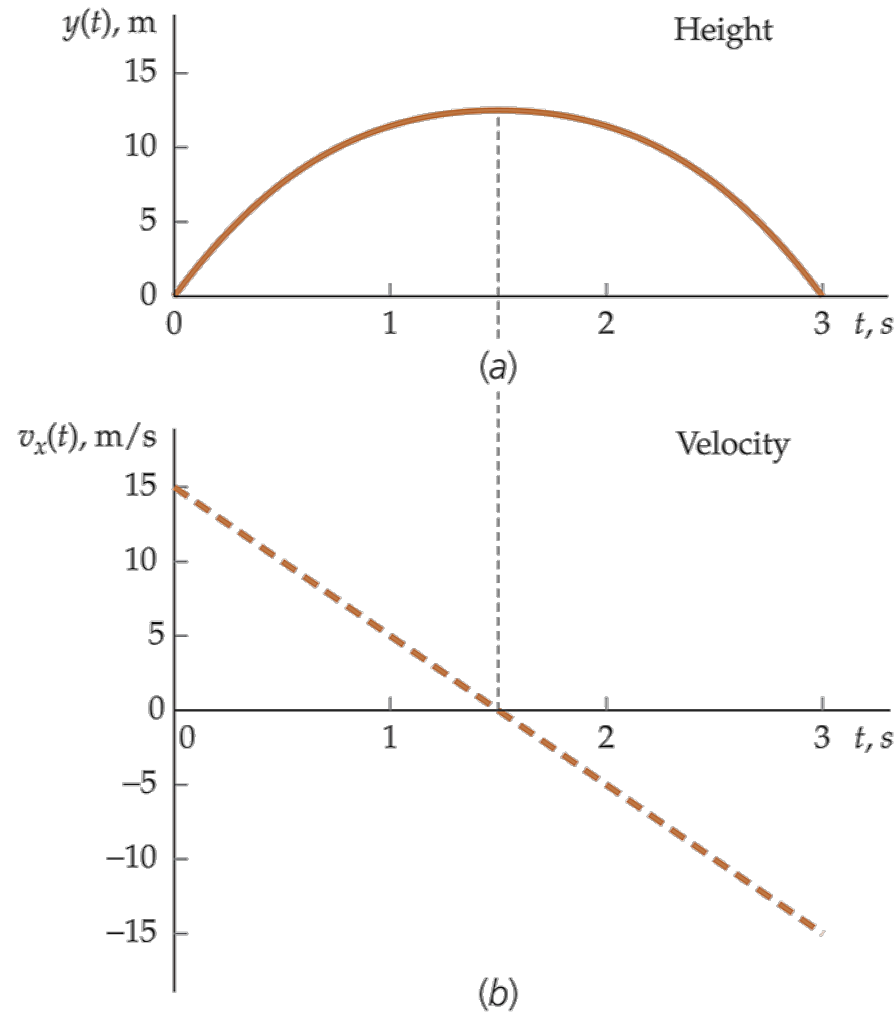 y(t), m
Height
15
10
5
0
0 1 2 3 t, s
(a)
vx(t), m/s
Velocity
15
10
5
0
0 1 2 3 t, s
–5
–10
–15
(b)